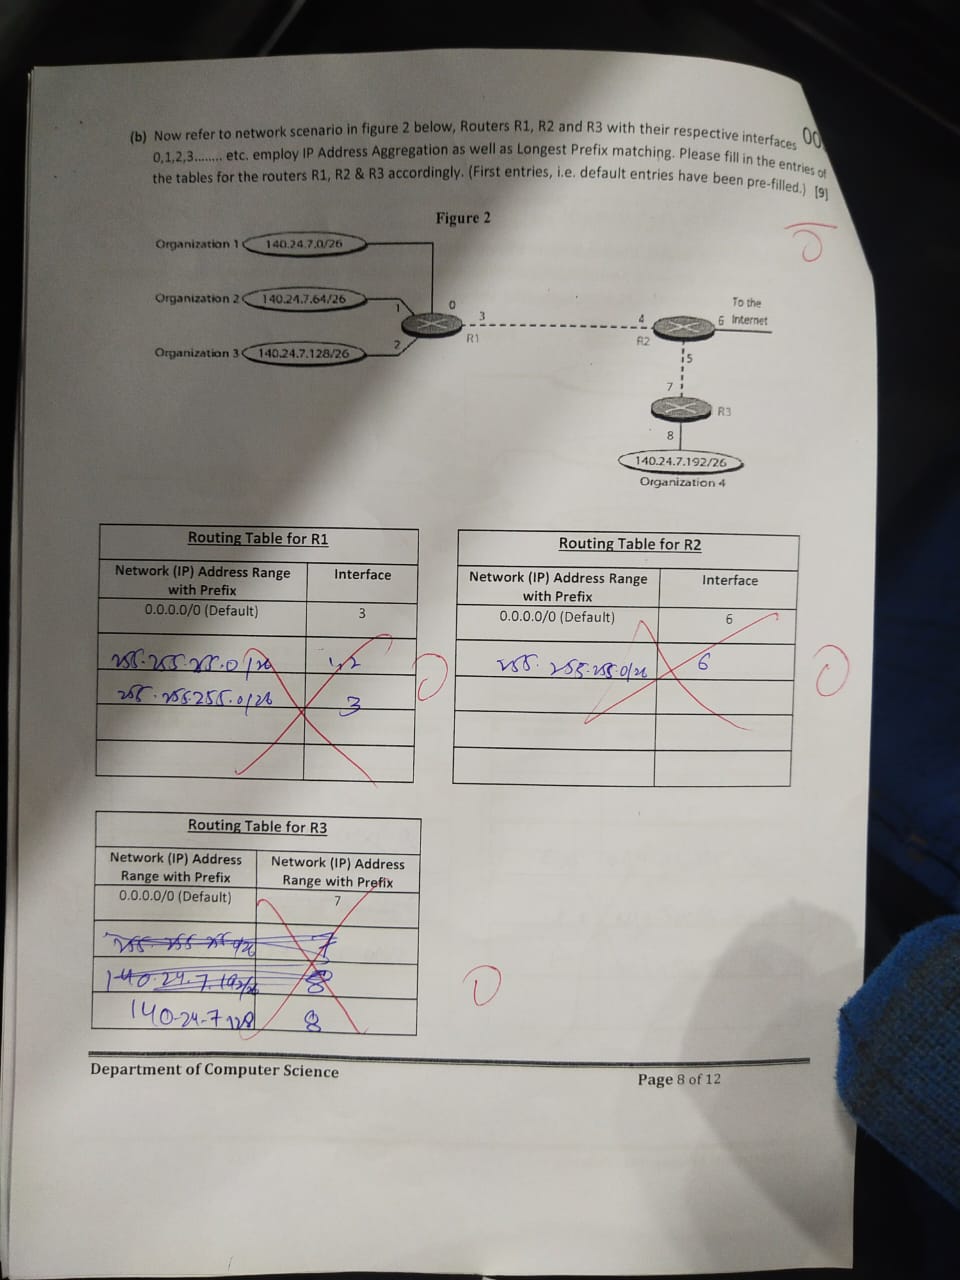 (b) Now refer to network scenario in figure 2 below, Routers R1, R2 and R3 with their respective interfaces
0,1,2,3........ etc. employ IP Address Aggregation as well as Longest Prefix matching. Please fill in the entries of
the tables for the routers R1, R2 & R3 accordingly. (First entries, i.e. default entries have been pre-filled.) [9]
00
0
Figure 2
Organization 1 140.24.7.0/26
Organization 2 140.24.7.64/26
Organization 3 140.24.7.128/26
0
1
2
3
R1
4
R2
To the
6 Internet
5
7
R3
8
140.24.7.192/26
Organization 4
Routing Table for R1
Network (IP) Address Range
with Prefix
Interface
0.0.0.0/0 (Default) 3
255.255.255.0/26 1,2
255.255.255.0/26 3
0
Routing Table for R2
Network (IP) Address Range
with Prefix
Interface
0.0.0.0/0 (Default) 6
255.255.255.0/26 6
0
Routing Table for R3
Network (IP) Address
Range with Prefix
Network (IP) Address
Range with Prefix
0.0.0.0/0 (Default) 7
7
140.24.7.192/26 8
140-24-7 128 8
0
Department of Computer Science
Page 8 of 12